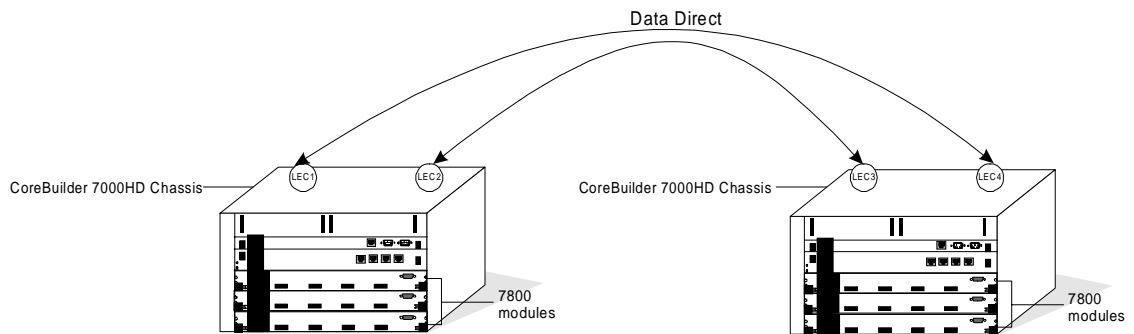 Data Direct
LEC1
LEC2
LEC3
LEC4
CoreBuilder 7000HD Chassis
CoreBuilder 7000HD Chassis
7800
modules
7800
modules